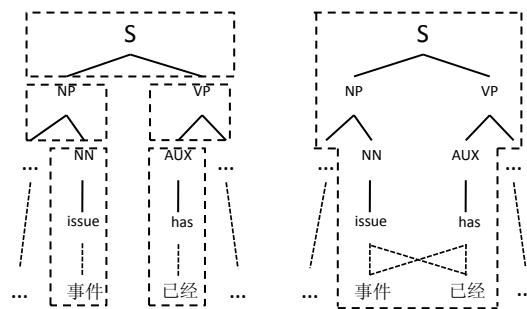 S S
NP VP NP VP
NN AUX NN AUX
... ... ... ...
issue has issue has
... 事件 已经 ... ... 事件 已经 ..